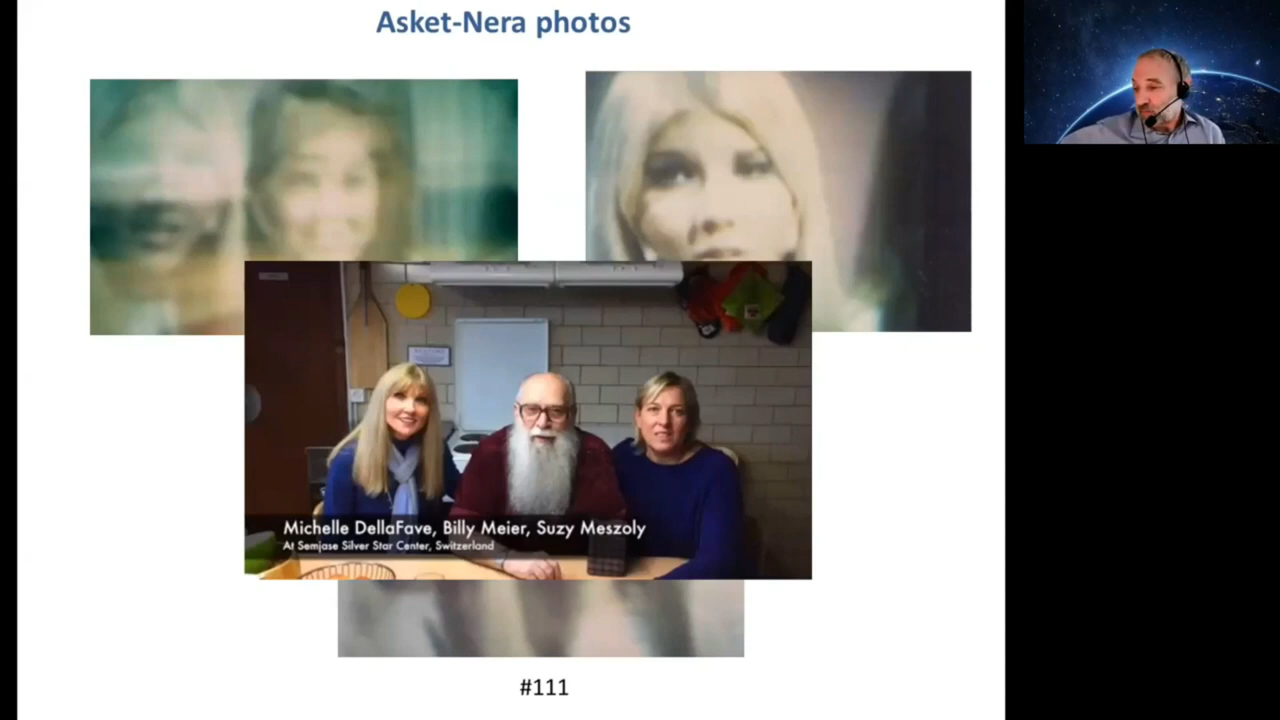 Asket-Nera photos
Michelle DellaFave, Billy Meier, Suzy Meszoly
At Semjase Silver Star Center, Switzerland
#111